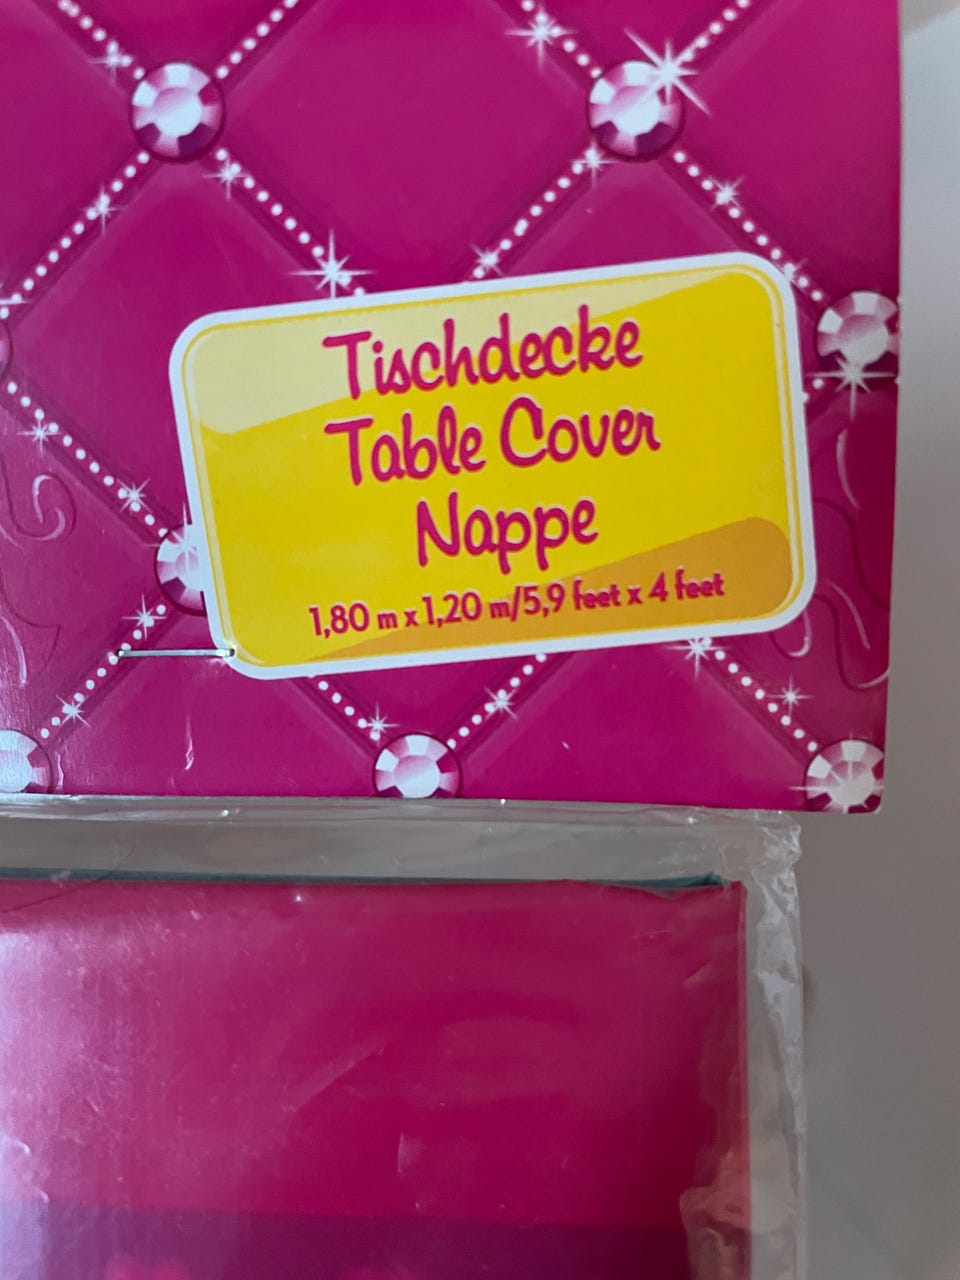 Tischdecke
Table Cover
Nappe
1,80 m x 1,20 m/5,9 feet x 4 feet